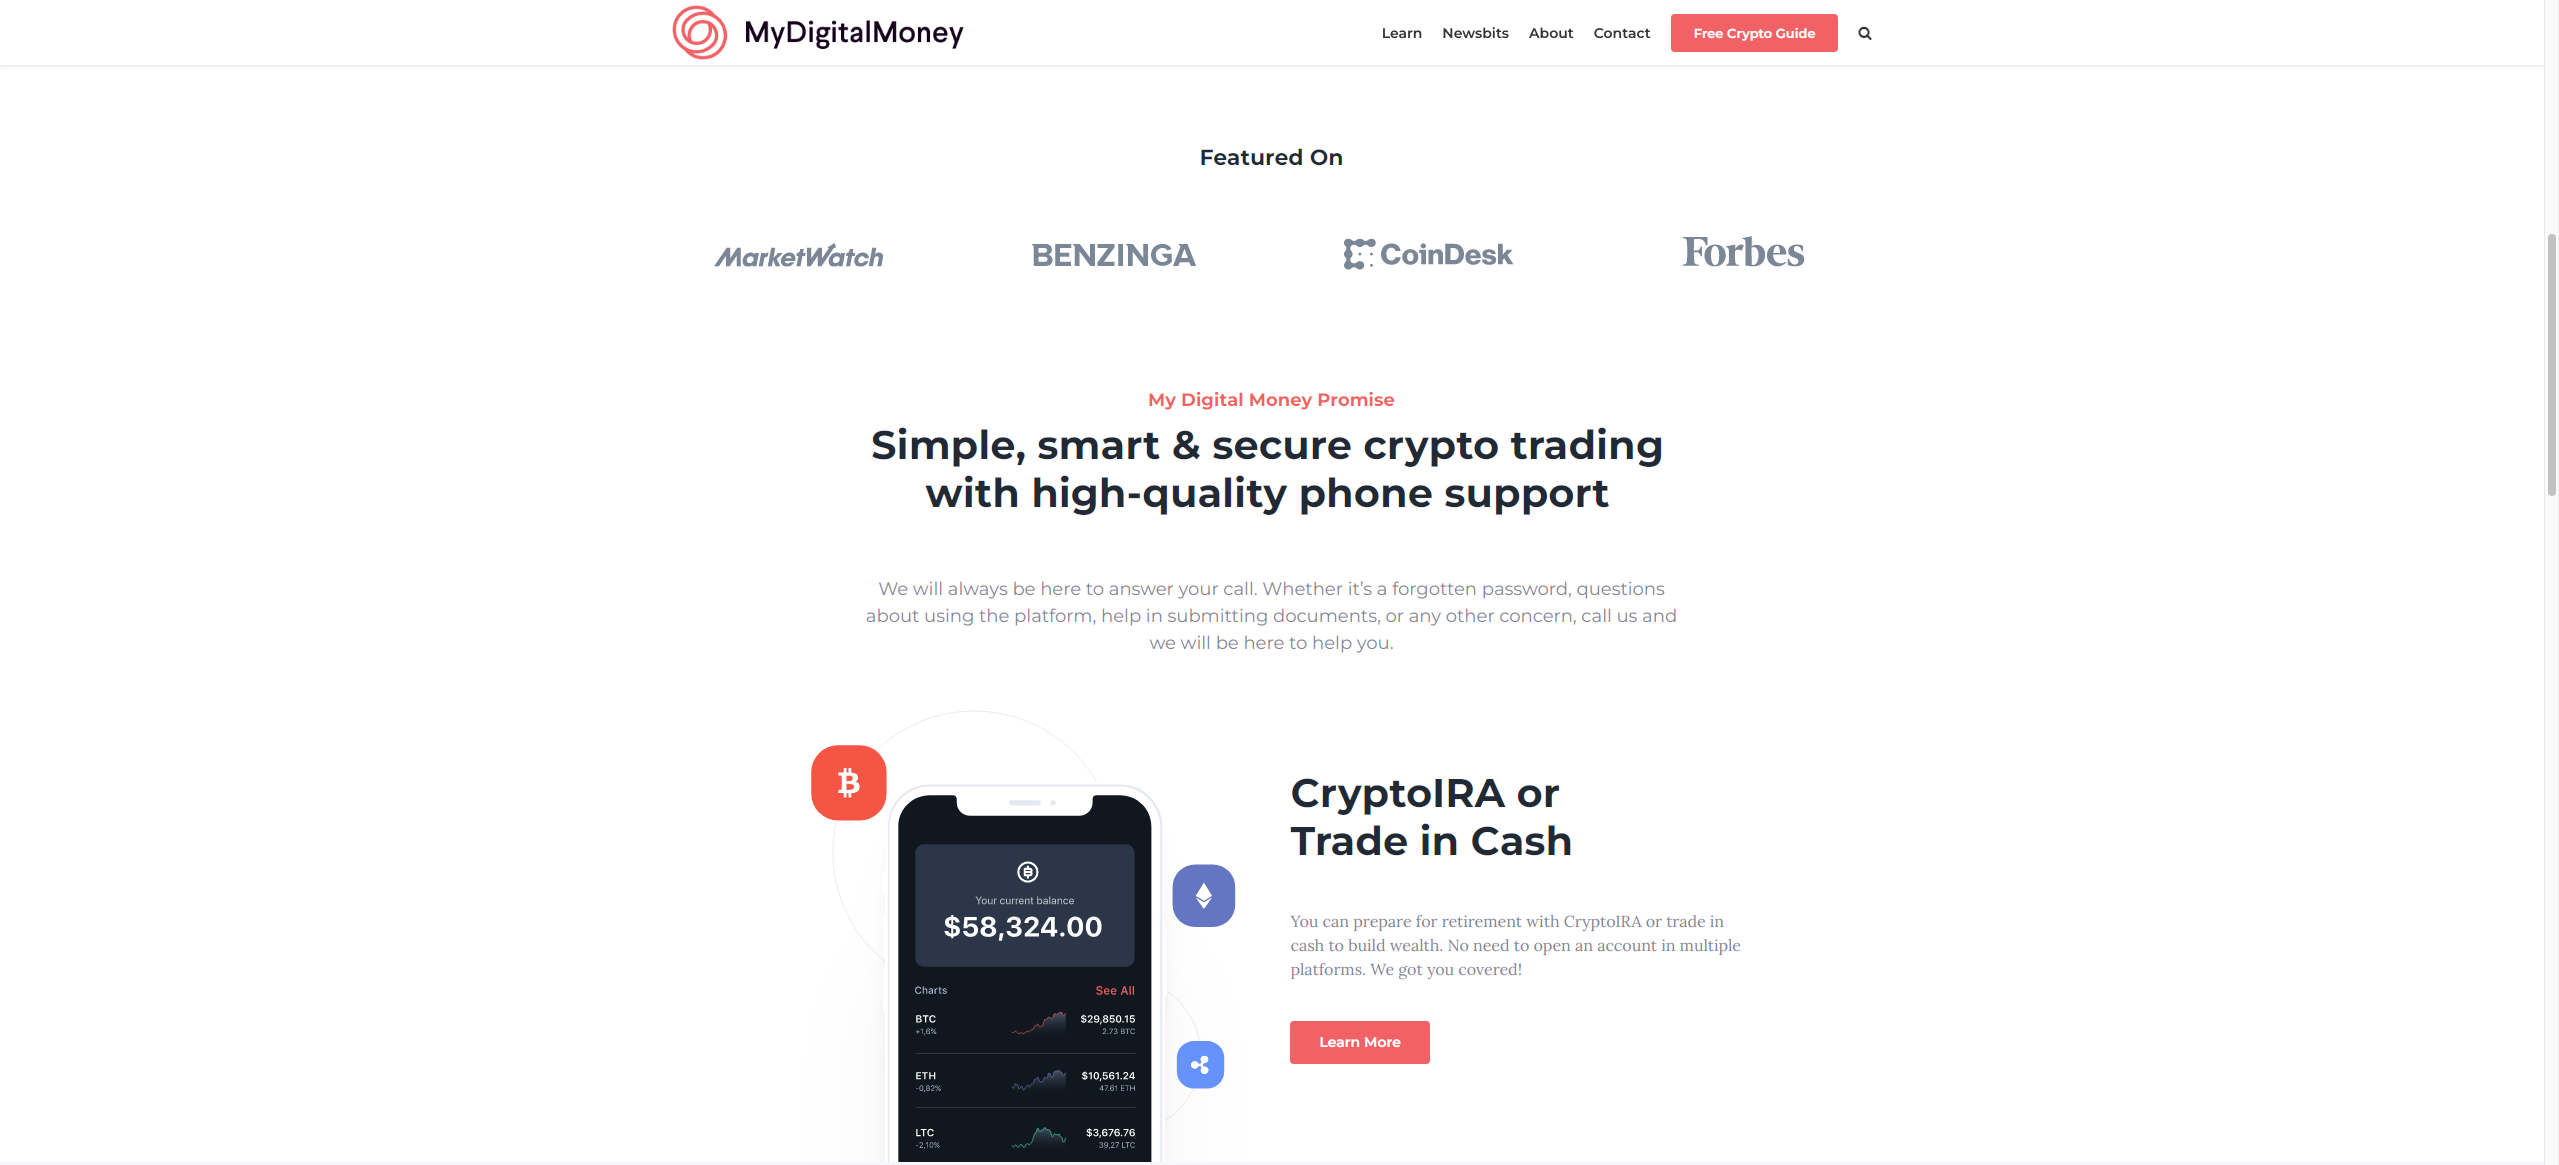 MyDigitalMoney
Learn Newsbits About Contact Free Crypto Guide
Featured On
MarketWatch BENZINGA CoinDesk Forbes
My Digital Money Promise
Simple, smart & secure crypto trading
with high-quality phone support
We will always be here to answer your call. Whether it’s a forgotten password, questions
about using the platform, help in submitting documents, or any other concern, call us and
we will be here to help you.
CryptoIRA or
Trade in Cash
You can prepare for retirement with CryptoIRA or trade in
cash to build wealth. No need to open an account in multiple
platforms. We got you covered!
Learn More
Your current balance
$58,324.00
Charts See All
BTC $29,850.15
+1,6% 2.73 BTC
ETH $10,561.24
-0,82% 47.61 ETH
LTC $3,676.76
-2,10% 39,27 LTC